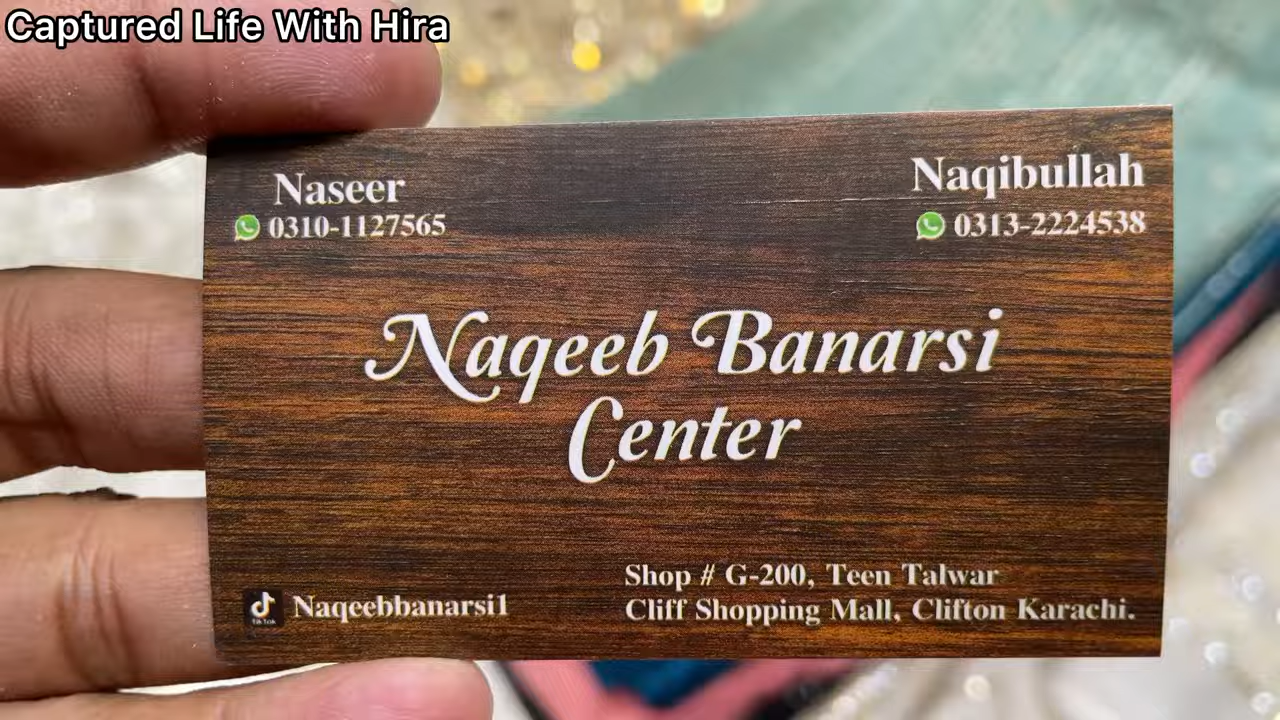 Captured Life With Hira
Naseer
0310-1127565
Naqibullah
0313-2224538
Naqeeb Banarsi
Center
TikTok
Naqeebbanarsi1
Shop # G-200, Teen Talwar
Cliff Shopping Mall, Clifton Karachi.